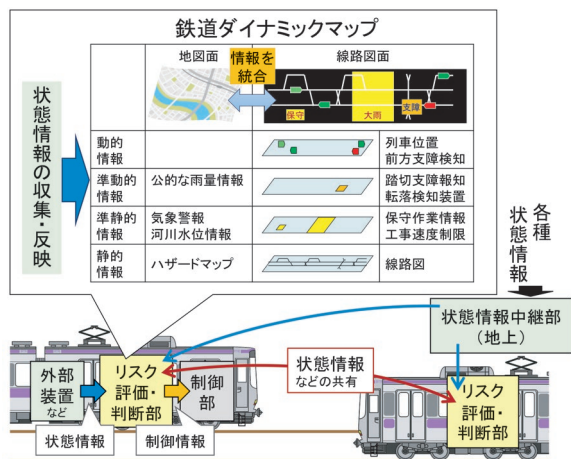 鉄道ダイナミックマップ
地図面
情報を
統合
線路図面
保守
大雨
支障
状態情報の収集・反映
動的
情報
列車位置
前方支障検知
準動的
情報
公的な雨量情報
踏切支障報知
転落検知装置
準静的
情報
気象警報
河川水位情報
保守作業情報
工事速度制限
静的
情報
ハザードマップ
線路図
各種
状態情報
状態情報中継部
(地上)
外部
装置
など
リスク
評価・
判断部
制御
部
状態情報
などの共有
リスク
評価・
判断部
状態情報
制御情報